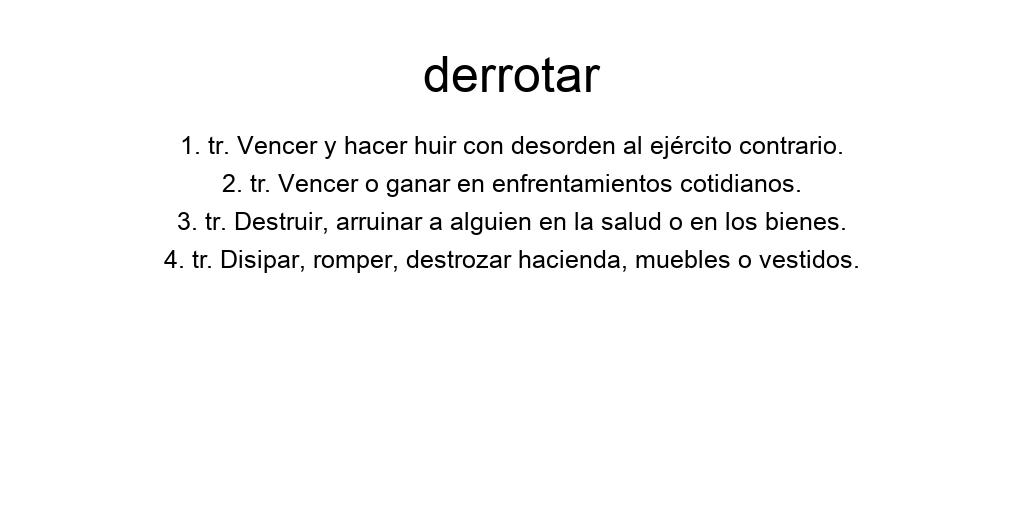 derrotar
1. tr. Vencer y hacer huir con desorden al ejército contrario.
2. tr. Vencer o ganar en enfrentamientos cotidianos.
3. tr. Destruir, arruinar a alguien en la salud o en los bienes.
4. tr. Disipar, romper, destrozar hacienda, muebles o vestidos.